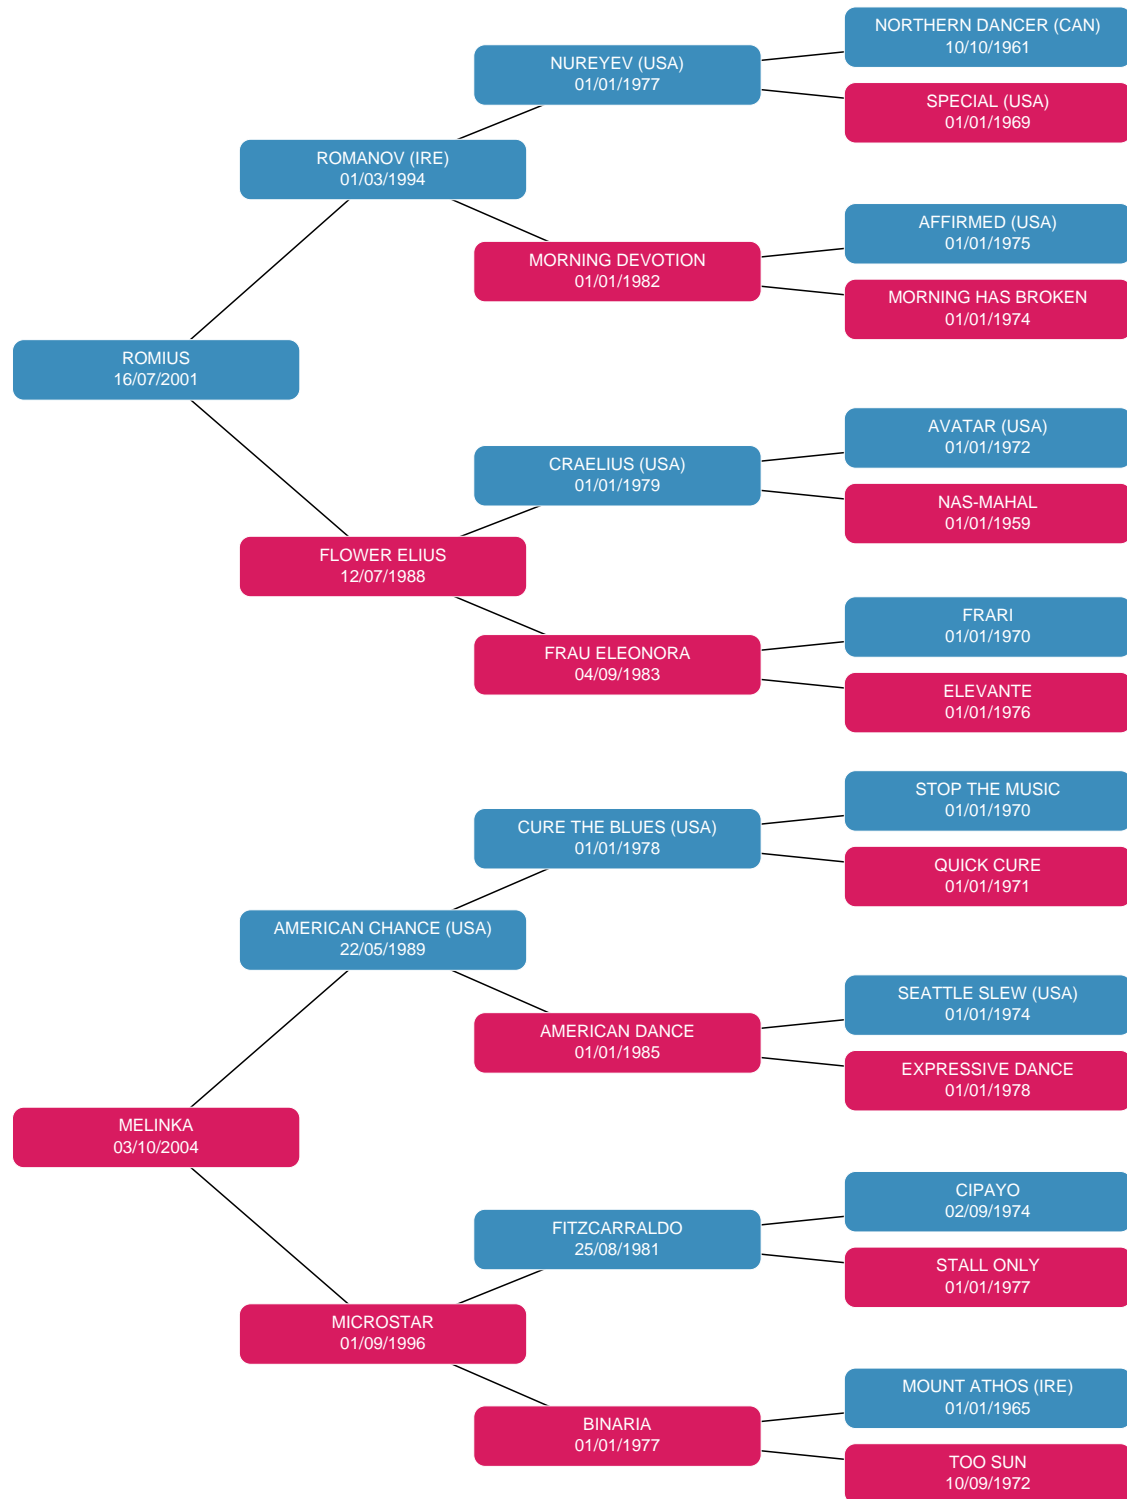 NORTHERN DANCER (CAN)
10/10/1961
NUREYEV (USA)
01/01/1977
SPECIAL (USA)
01/01/1969
ROMANOV (IRE)
01/03/1994
AFFIRMED (USA)
01/01/1975
MORNING DEVOTION
01/01/1982
MORNING HAS BROKEN
01/01/1974
ROMIUS
16/07/2001
AVATAR (USA)
01/01/1972
CRAELIUS (USA)
01/01/1979
NAS-MAHAL
01/01/1959
FLOWER ELIUS
12/07/1988
FRARI
01/01/1970
FRAU ELEONORA
04/09/1983
ELEVANTE
01/01/1976
STOP THE MUSIC
01/01/1970
CURE THE BLUES (USA)
01/01/1978
QUICK CURE
01/01/1971
AMERICAN CHANCE (USA)
22/05/1989
SEATTLE SLEW (USA)
01/01/1974
AMERICAN DANCE
01/01/1985
EXPRESSIVE DANCE
01/01/1978
MELINKA
03/10/2004
CIPAYO
02/09/1974
FITZCARRALDO
25/08/1981
STALL ONLY
01/01/1977
MICROSTAR
01/09/1996
MOUNT ATHOS (IRE)
01/01/1965
BINARIA
01/01/1977
TOO SUN
10/09/1972